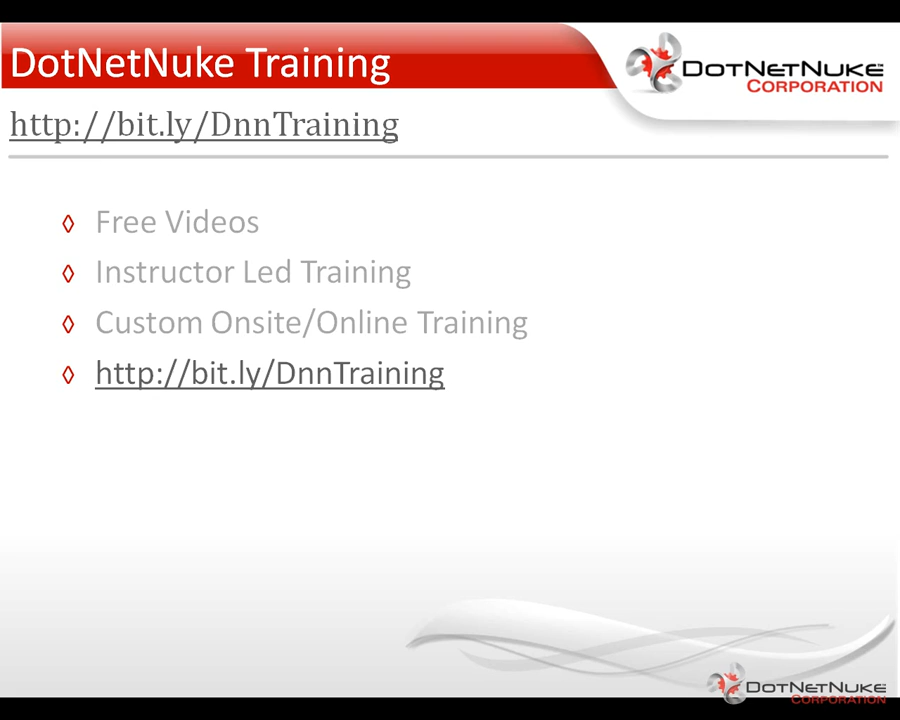 DotNetNuke Training
DotNetNuke
Corporation
http://bit.ly/DnnTraining
◊ Free Videos
◊ Instructor Led Training
◊ Custom Onsite/Online Training
◊ http://bit.ly/DnnTraining
DotNetNuke
Corporation